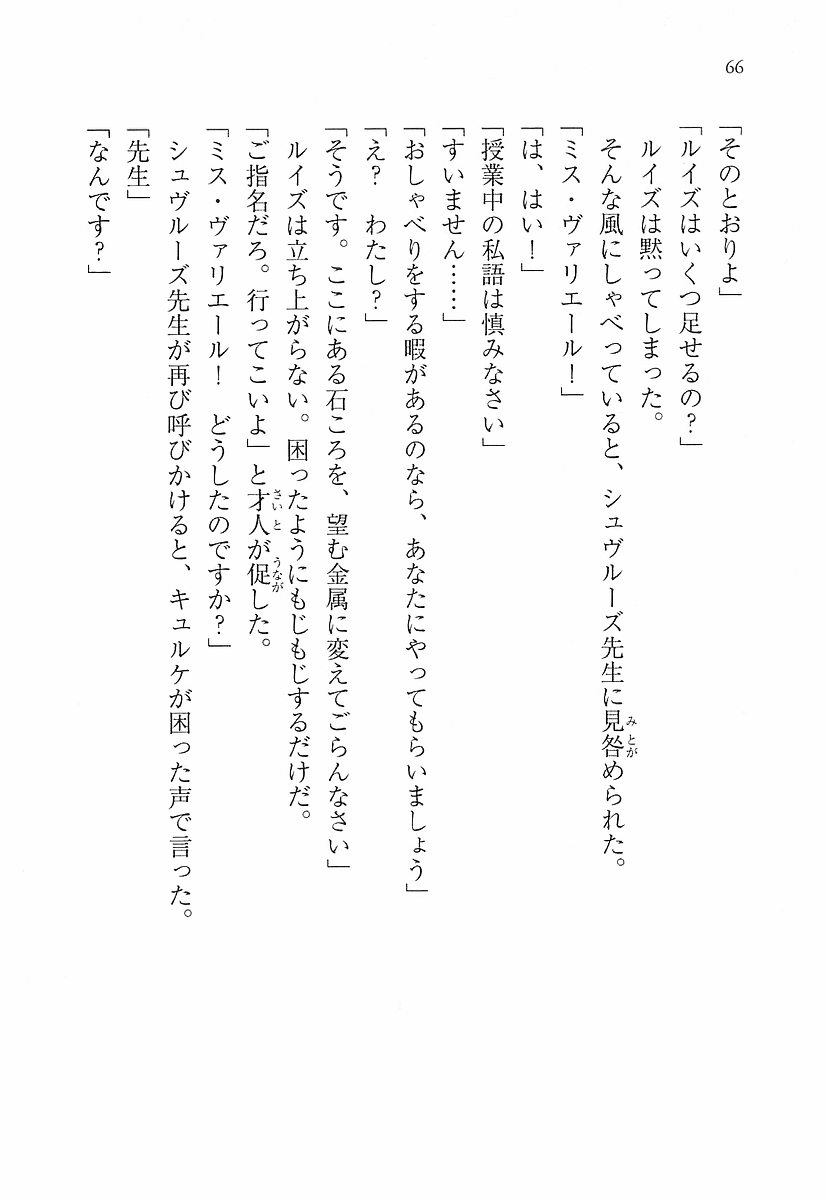 66
「そのとおりよ」
「ルイズはいくつ足せるの？」
ルイズは黙ってしまった。
そんな風にしゃべっていると、シュヴルーズ先生に見咎められた。
「ミス・ヴァリエール！」
「は、はい！」
「授業中の私語は慎みなさい」
「すいません……」
「おしゃべりをする暇があるのなら、あなたにやってもらいましょう」
「え？　わたし？」
「そうです。ここにある石ころを、望む金属に変えてごらんなさい」
ルイズは立ち上がらない。困ったようにもじもじするだけだ。
「ご指名だろ。行ってこいよ」と才人が促した。
「ミス・ヴァリエール！　どうしたのですか？」
シュヴルーズ先生が再び呼びかけると、キュルケが困った声で言った。
「先生」
「なんです？」